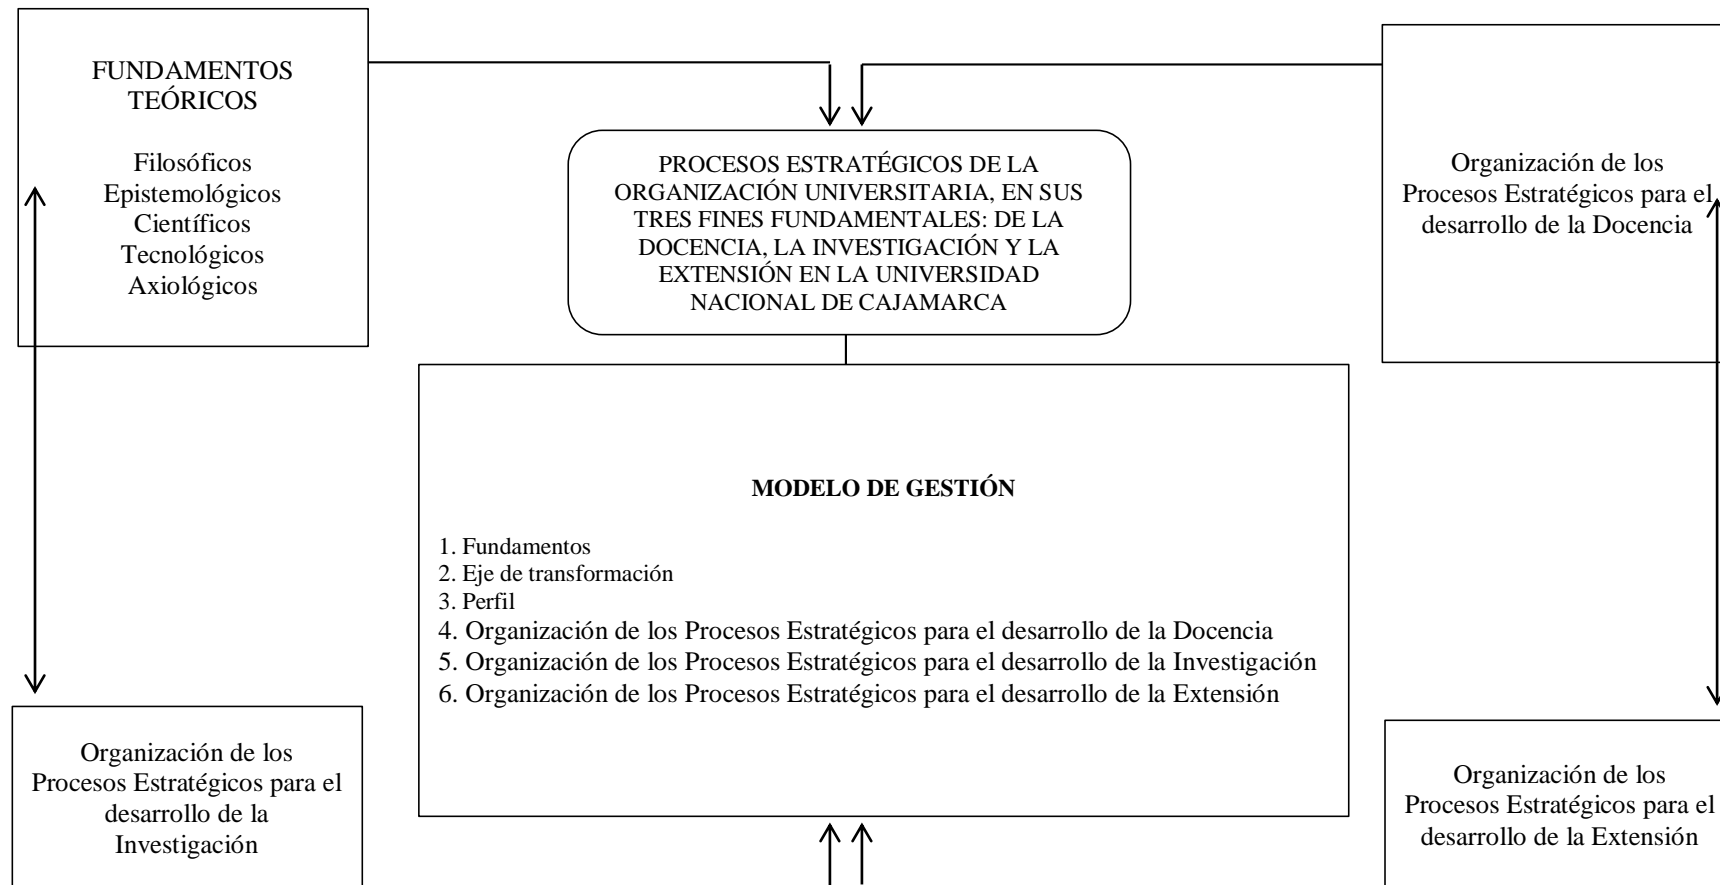 FUNDAMENTOS
TEÓRICOS
Filosóficos
Epistemológicos
Científicos
Tecnológicos
Axiológicos
PROCESOS ESTRATÉGICOS DE LA
ORGANIZACIÓN UNIVERSITARIA, EN SUS
TRES FINES FUNDAMENTALES: DE LA
DOCENCIA, LA INVESTIGACIÓN Y LA
EXTENSIÓN EN LA UNIVERSIDAD
NACIONAL DE CAJAMARCA
Organización de los
Procesos Estratégicos para el
desarrollo de la Docencia
MODELO DE GESTIÓN
1. Fundamentos
2. Eje de transformación
3. Perfil
4. Organización de los Procesos Estratégicos para el desarrollo de la Docencia
5. Organización de los Procesos Estratégicos para el desarrollo de la Investigación
6. Organización de los Procesos Estratégicos para el desarrollo de la Extensión
Organización de los
Procesos Estratégicos para el
desarrollo de la
Investigación
Organización de los
Procesos Estratégicos para el
desarrollo de la Extensión